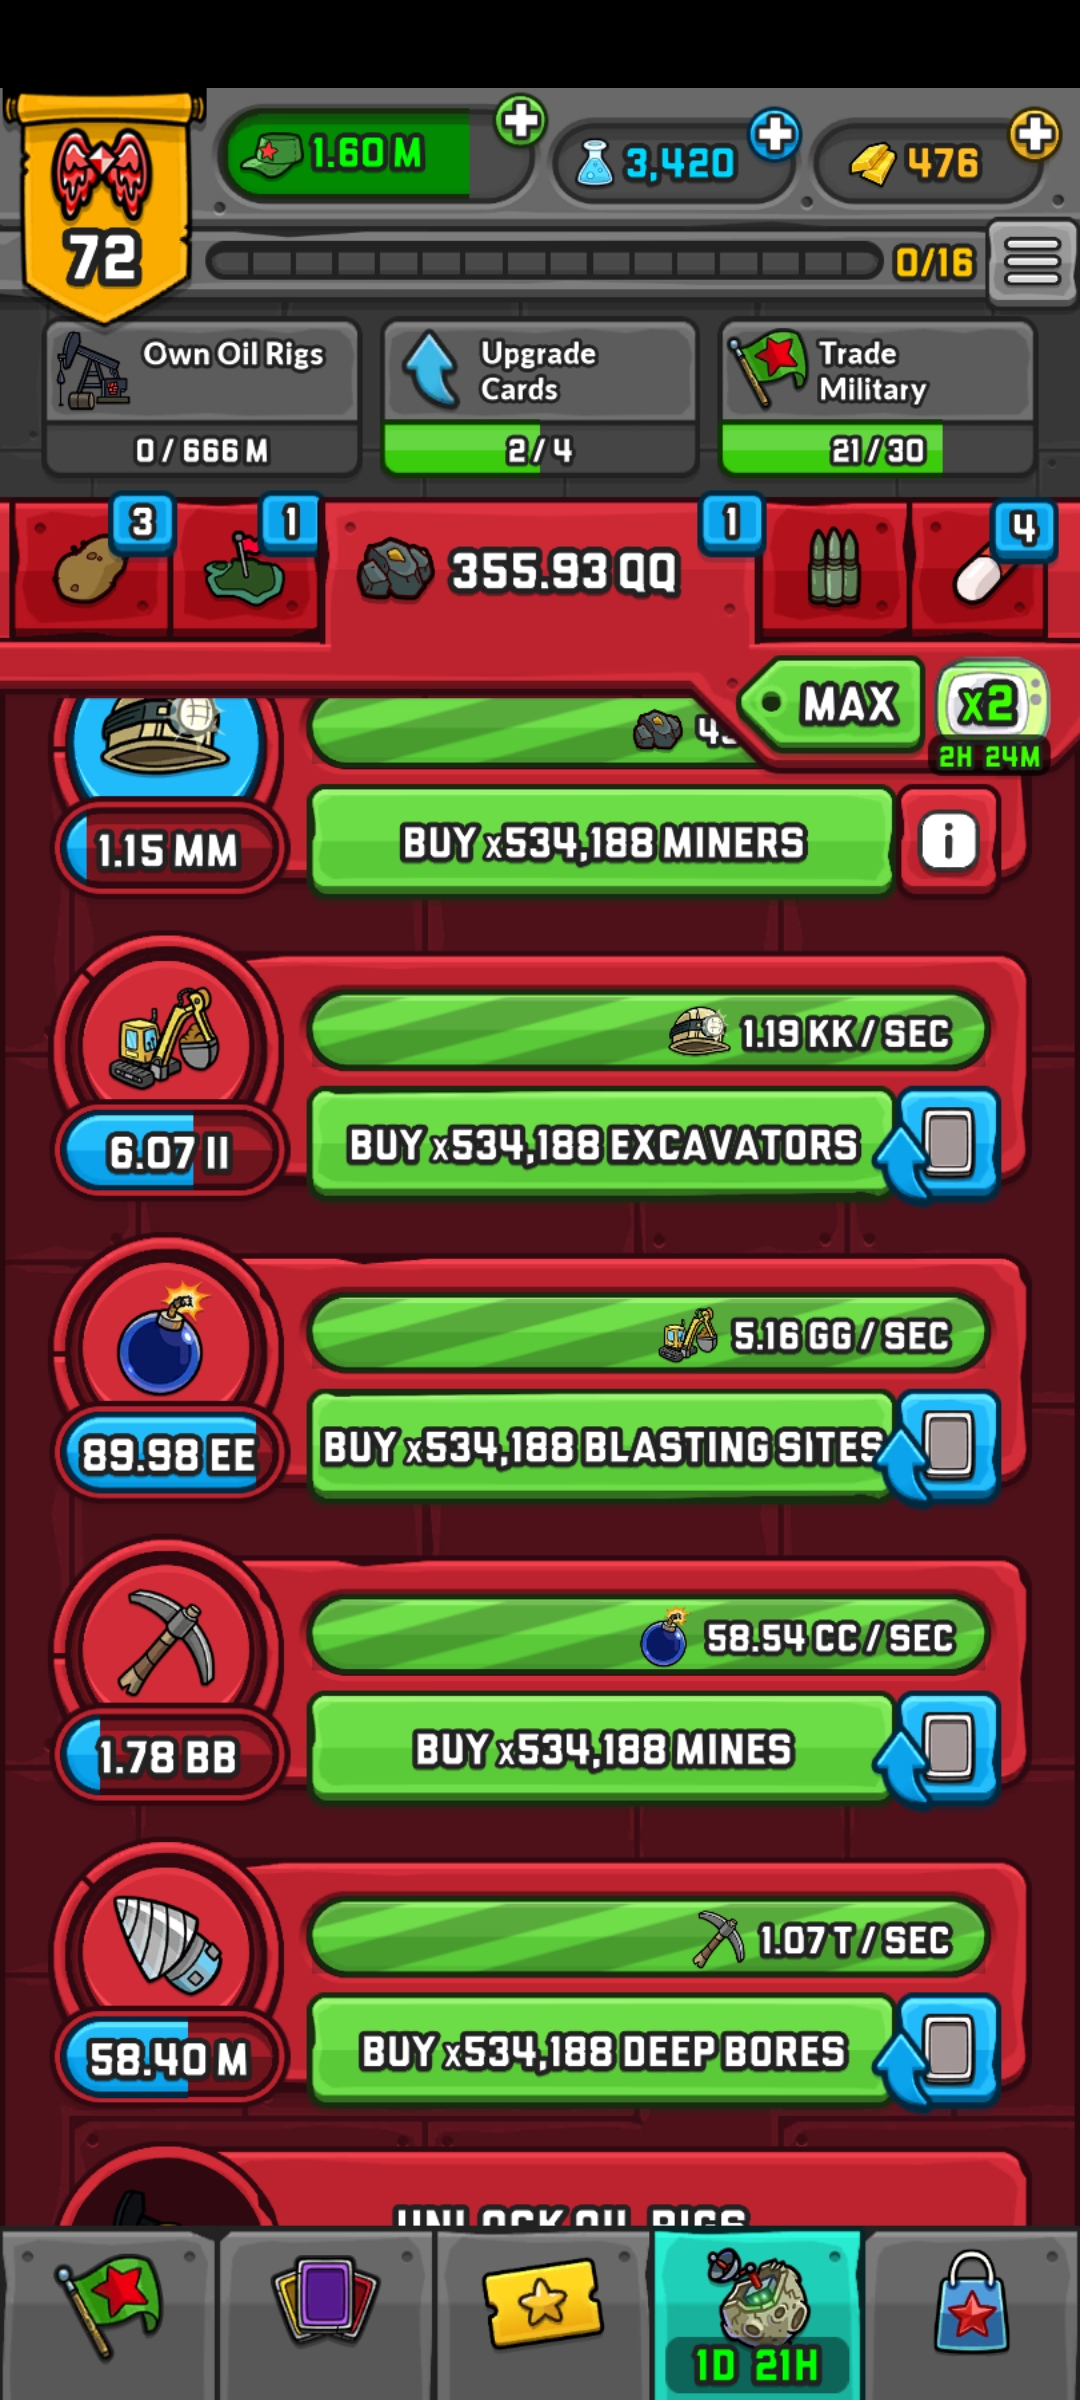 1.60 M
3,420
476
72
0/16
Own Oil Rigs
0 / 666 M
Upgrade
Cards
2 / 4
Trade
Military
21 / 30
3
1
355.93 QQ
1
4
MAX
x2
2H 24M
1.15 MM
BUY x534,188 MINERS
i
1.19 KK / SEC
6.07 II
BUY x534,188 EXCAVATORS
5.16 GG / SEC
89.98 EE
BUY x534,188 BLASTING SITES
58.54 CC / SEC
1.78 BB
BUY x534,188 MINES
1.07 T / SEC
58.40 M
BUY x534,188 DEEP BORES
UNLOCK OIL RIGS
1D 21H